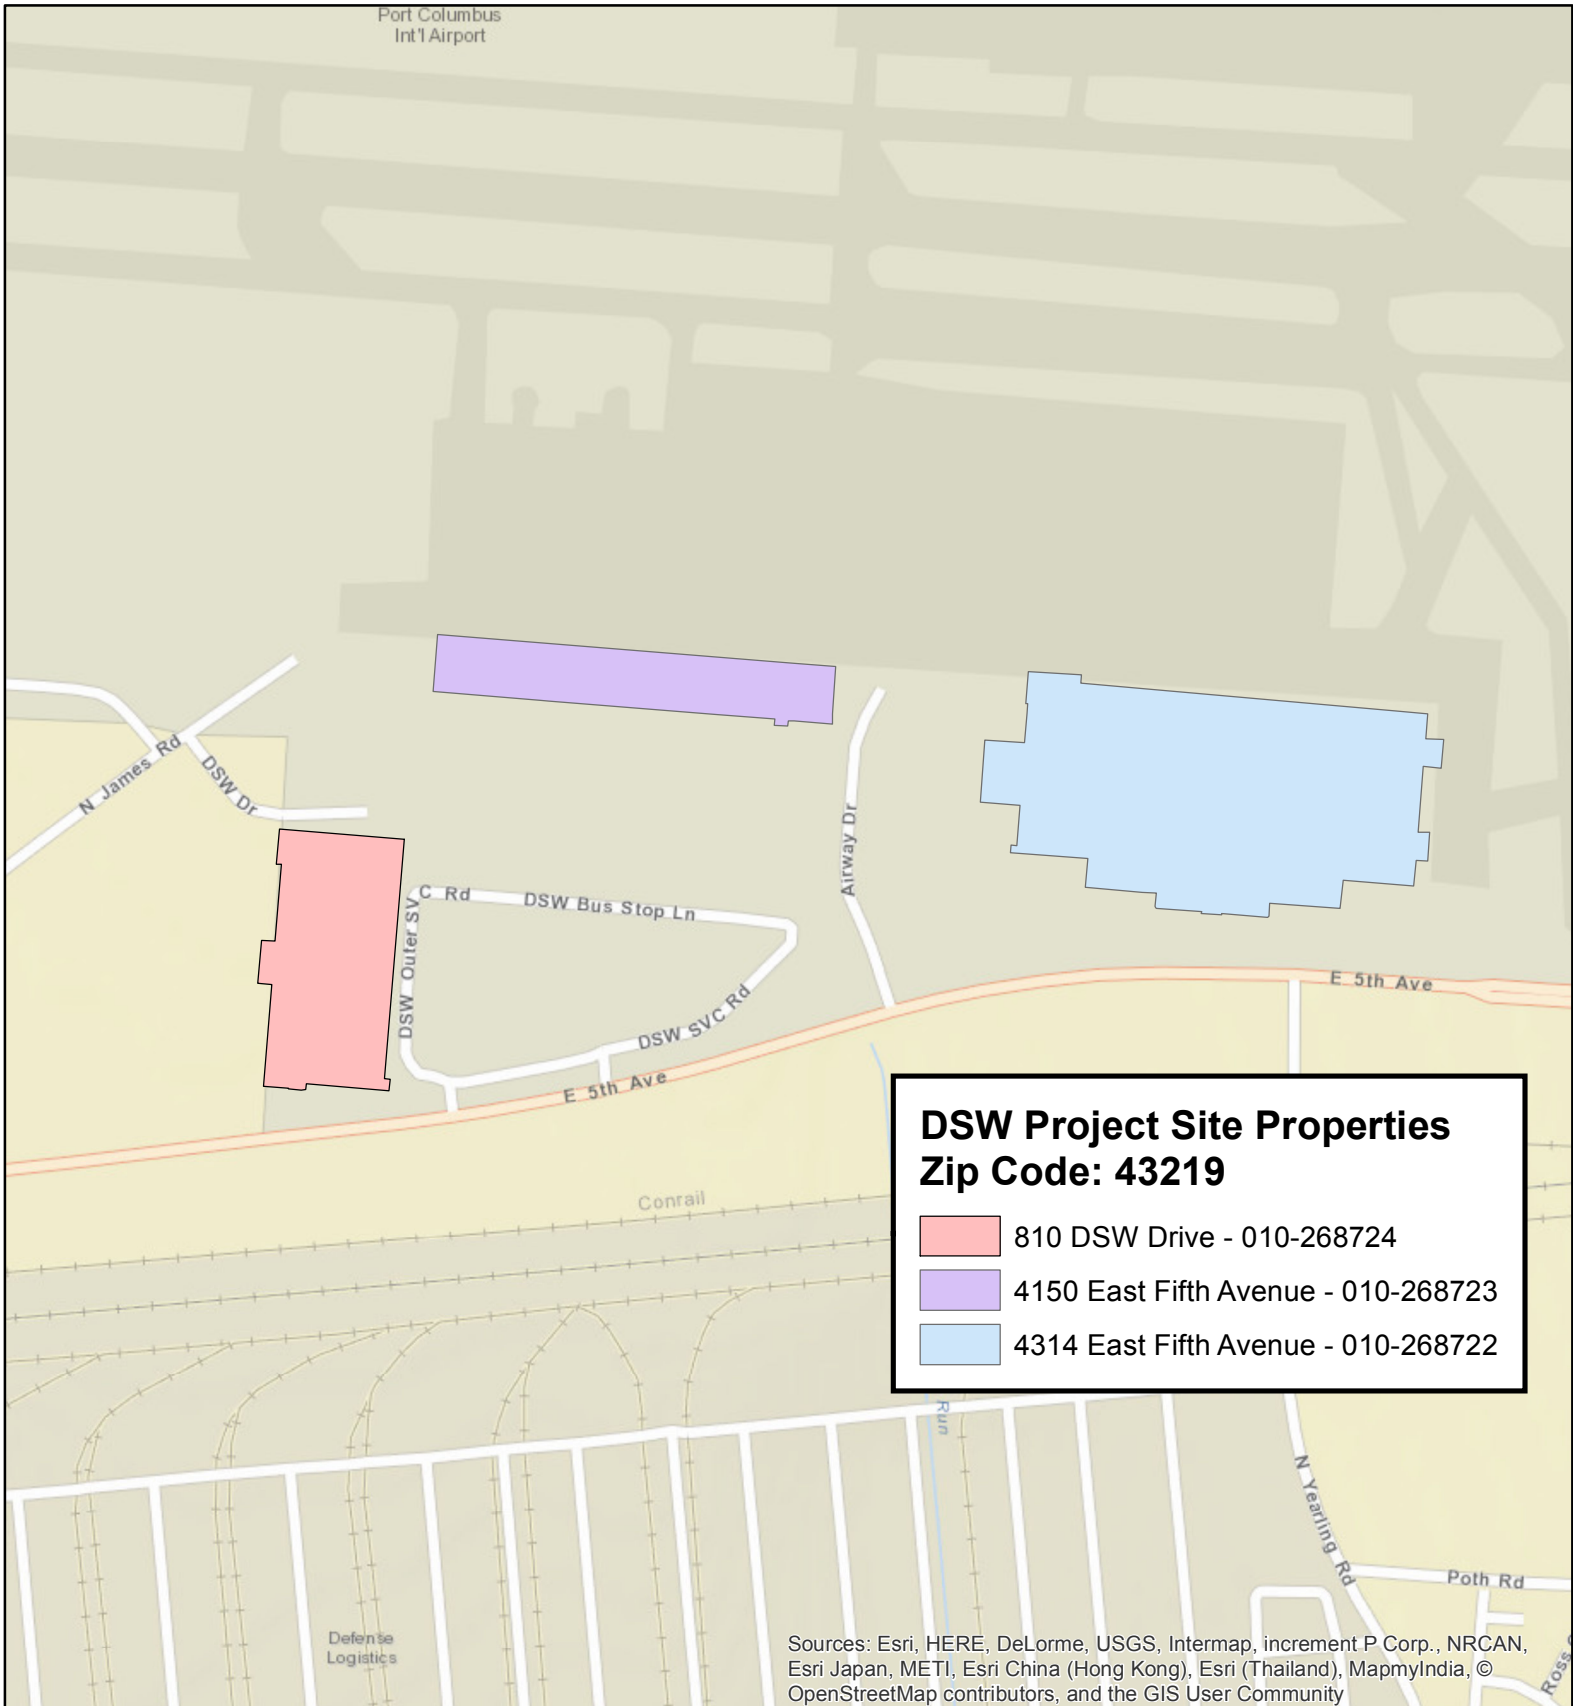 Port Columbus
Int'l Airport
N James Rd
DSW Dr
Airway Dr
C Rd
DSW Bus Stop Ln
DSW Outer SV
DSW SVC Rd
E 5th Ave
E 5th Ave
Conrail
DSW Project Site Properties
Zip Code: 43219
810 DSW Drive - 010-268724
4150 East Fifth Avenue - 010-268723
4314 East Fifth Avenue - 010-268722
Run
N Yearling Rd
Poth Rd
Ross
Defense
Logistics
Sources: Esri, HERE, DeLorme, USGS, Intermap, increment P Corp., NRCAN,
Esri Japan, METI, Esri China (Hong Kong), Esri (Thailand), MapmyIndia, ©
OpenStreetMap contributors, and the GIS User Community